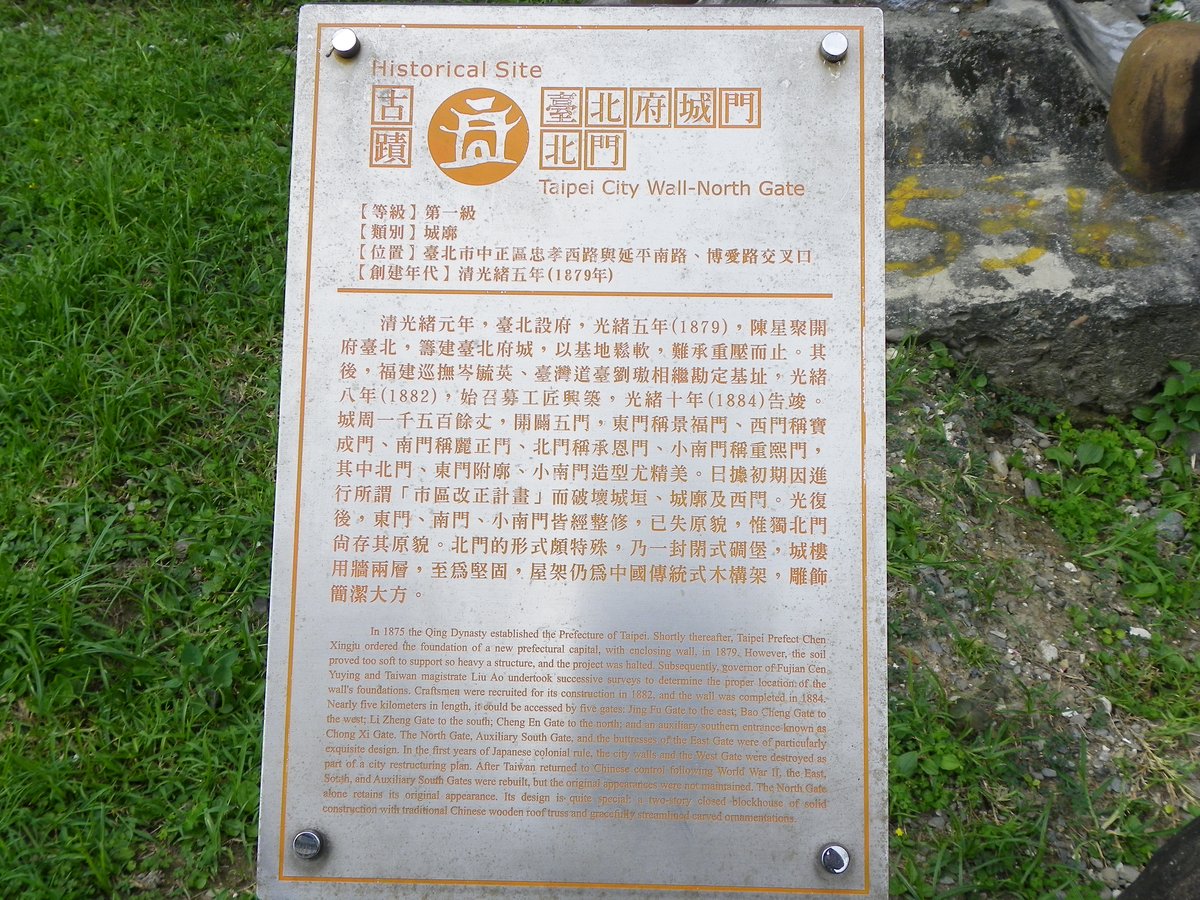 Historical Site
古蹟
臺北府城門
北門
Taipei City Wall-North Gate
【等級】第一級
【類別】城廓
【位置】臺北市中正區忠孝西路與延平南路、博愛路交叉口
【創建年代】清光緒五年(1879年)
清光緒元年，臺北設府，光緒五年(1879)，陳星聚開
府臺北，籌建臺北府城，以基地鬆軟，難承重壓而止。其
後，福建巡撫岑毓英、臺灣道臺劉璈相繼勘定基址，光緒
八年(1882)，始召募工匠興築，光緒十年(1884)告竣。
城周一千五百餘丈，開闢五門，東門稱景福門、西門稱寶
成門、南門稱麗正門、北門稱承恩門、小南門稱重熙門，
其中北門、東門附廓、小南門造型尤精美。日據初期因進
行所謂「市區改正計畫」而破壞城垣、城廓及西門。光復
後，東門、南門、小南門皆經整修，已失原貌，惟獨北門
尙存其原貌。北門的形式頗特殊，乃一封閉式碉堡，城樓
用牆兩層，至爲堅固，屋架仍爲中國傳統式木構架，雕飾
簡潔大方。
In 1875 the Qing Dynasty established the Prefecture of Taipei. Shortly thereafter, Taipei Prefect Chen
Xingju ordered the foundation of a new prefectural capital, with enclosing wall, in 1879. However, the soil
proved too soft to support so heavy a structure, and the project was halted. Subsequently, governor of Fujian Cen
Yuying and Taiwan magistrate Liu Ao undertook successive surveys to determine the proper location of the
wall's foundations. Craftsmen were recruited for its construction in 1882, and the wall was completed in 1884.
Nearly five kilometers in length, it could be accessed by five gates: Jing Fu Gate to the east; Bao Cheng Gate to
the west; Li Zheng Gate to the south; Cheng En Gate to the north; and an auxiliary southern entrance known as
Chong Xi Gate. The North Gate, Auxiliary South Gate, and the buttresses of the East Gate were of particularly
exquisite design. In the first years of Japanese colonial rule, the city walls and the West Gate were destroyed as
part of a city restructuring plan. After Taiwan returned to Chinese control following World War II, the East,
South, and Auxiliary South Gates were rebuilt, but the original appearances were not maintained. The North Gate
alone retains its original appearance. Its design is quite special: a two-story closed blockhouse of solid
construction with traditional Chinese wooden roof truss and gracefully streamlined carved ornamentations.